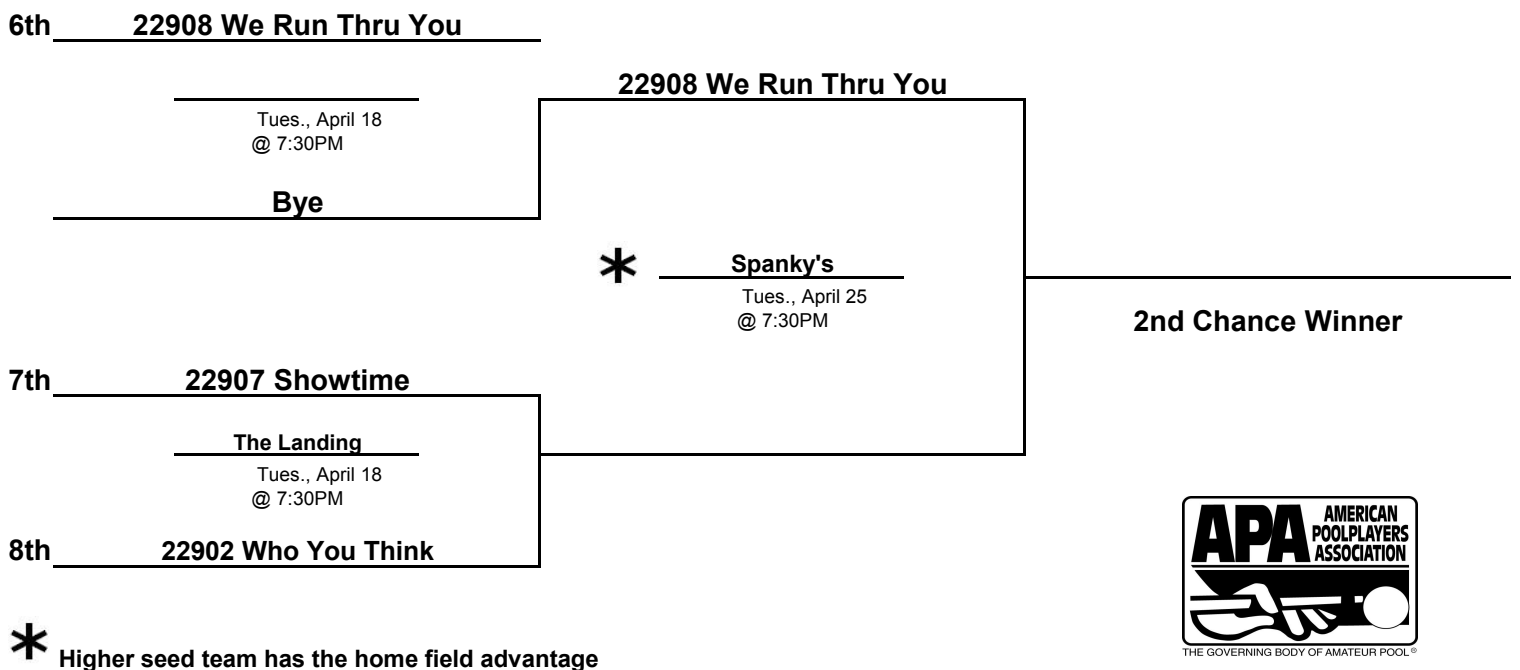 6th 22908 We Run Thru You
22908 We Run Thru You
Tues., April 18
@ 7:30PM
Bye
* Spanky's
Tues., April 25
@ 7:30PM
2nd Chance Winner
7th 22907 Showtime
The Landing
Tues., April 18
@ 7:30PM
8th 22902 Who You Think
* Higher seed team has the home field advantage
APA AMERICAN
POOLPLAYERS
ASSOCIATION
THE GOVERNING BODY OF AMATEUR POOL®